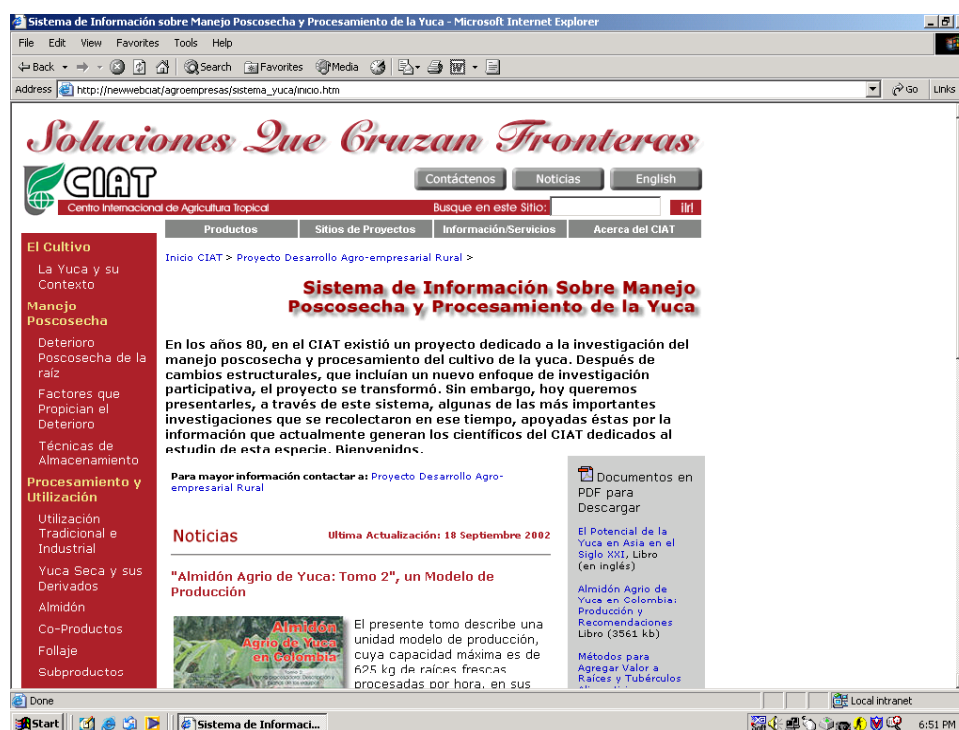 Sistema de Información sobre Manejo Poscosecha y Procesamiento de la Yuca - Microsoft Internet Explorer
File Edit View Favorites Tools Help
Back Search Favorites Media
Address http://newwebciat/agroempresas/sistema_yuca/inicio.htm Go Links
Soluciones Que Cruzan Fronteras
CIAT
Contáctenos Noticias English
Centro Internacional de Agricultura Tropical Busque en este Sitio: ¡Ir!
Productos Sitios de Proyectos Información/Servicios Acerca del CIAT
El Cultivo
La Yuca y su
Contexto
Manejo
Poscosecha
Deterioro
Poscosecha de la
raíz
Factores que
Propician el
Deterioro
Técnicas de
Almacenamiento
Procesamiento y
Utilización
Utilización
Tradicional e
Industrial
Yuca Seca y sus
Derivados
Almidón
Co-Productos
Follaje
Subproductos
Inicio CIAT > Proyecto Desarrollo Agro-empresarial Rural >
Sistema de Información Sobre Manejo
Poscosecha y Procesamiento de la Yuca
En los años 80, en el CIAT existió un proyecto dedicado a la investigación del
manejo poscosecha y procesamiento del cultivo de la yuca. Después de
cambios estructurales, que incluían un nuevo enfoque de investigación
participativa, el proyecto se transformó. Sin embargo, hoy queremos
presentarles, a través de este sistema, algunas de las más importantes
investigaciones que se recolectaron en ese tiempo, apoyadas éstas por la
información que actualmente generan los científicos del CIAT dedicados al
estudio de esta especie. Bienvenidos.
Para mayor información contactar a: Proyecto Desarrollo Agro-
empresarial Rural
Noticias Ultima Actualización: 18 Septiembre 2002
"Almidón Agrio de Yuca: Tomo 2", un Modelo de
Producción
Almidón
Agrio de Yuca
en Colombia
El presente tomo describe una
unidad modelo de producción,
cuya capacidad máxima es de
625 kg de raíces frescas
procesadas por hora, en sus
Documentos en
PDF para
Descargar
El Potencial de la
Yuca en Asia en el
Siglo XXI, Libro
(en inglés)
Almidón Agrio de
Yuca en Colombia:
Producción y
Recomendaciones
Libro (3561 kb)
Métodos para
Agregar Valor a
Raíces y Tubérculos
Done Local intranet
Start Sistema de Informaci... 6:51 PM